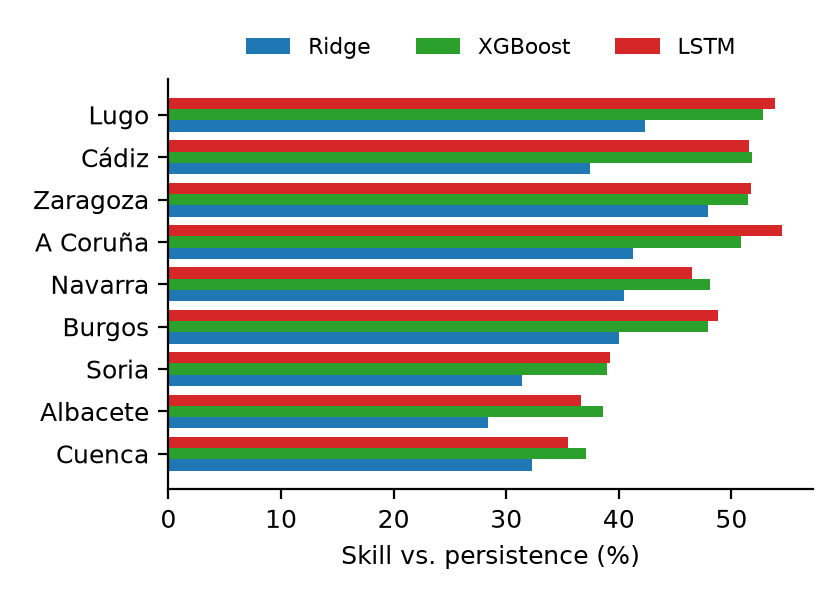 Ridge XGBoost LSTM
Lugo
Cádiz
Zaragoza
A Coruña
Navarra
Burgos
Soria
Albacete
Cuenca
0 10 20 30 40 50
Skill vs. persistence (%)